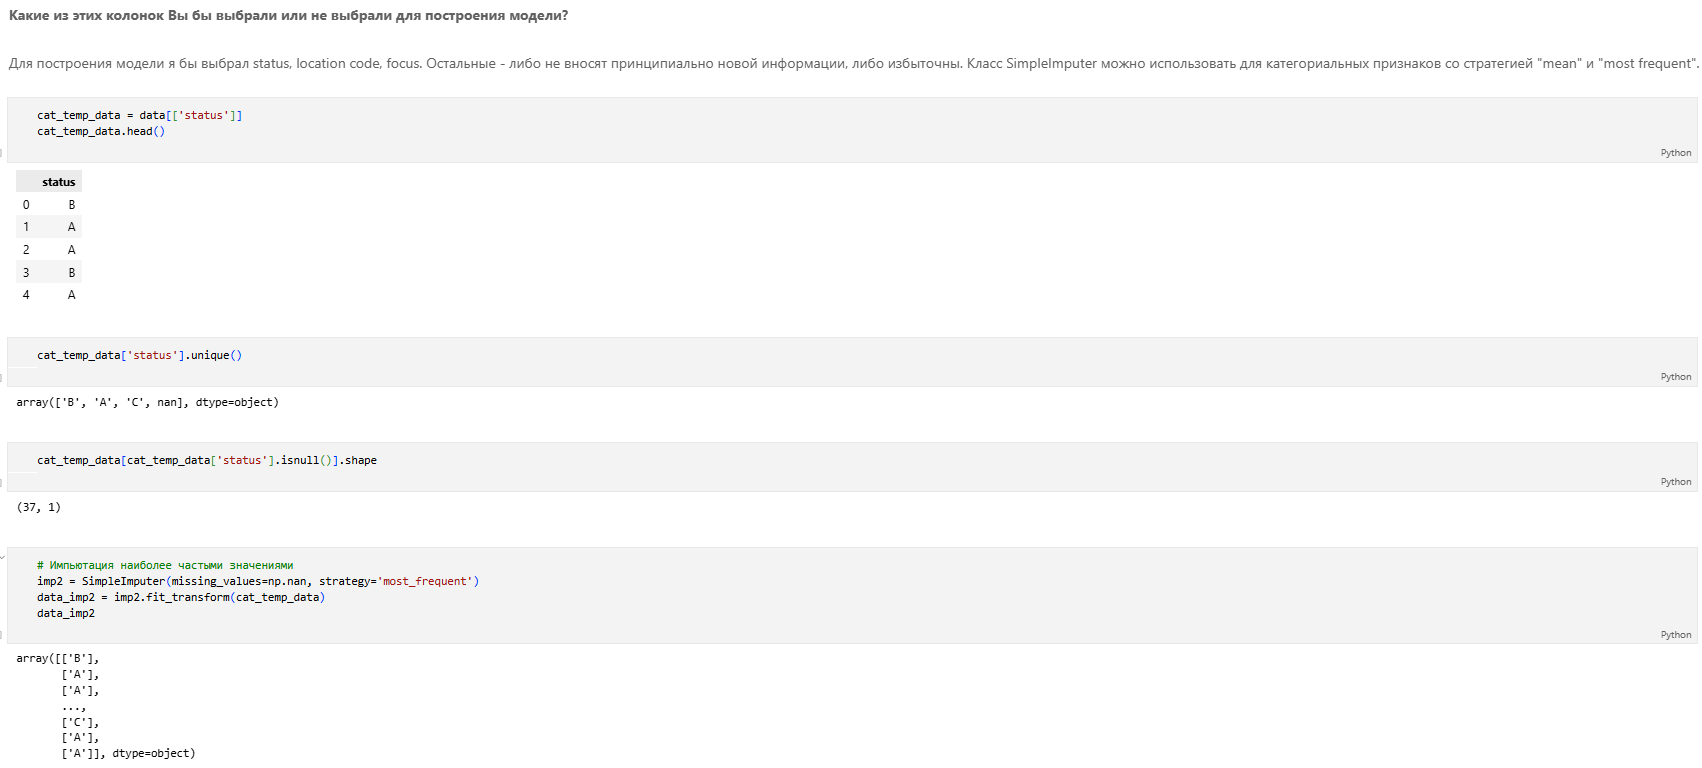 Какие из этих колонок Вы бы выбрали или не выбрали для построения модели?
Для построения модели я бы выбрал status, location code, focus. Остальные - либо не вносят принципиально новой информации, либо избыточны. Класс SimpleImputer можно использовать для категориальных признаков со стратегией "mean" и "most frequent".
cat_temp_data = data[['status']]
cat_temp_data.head()
Python
status
0 B
1 A
2 A
3 B
4 A
cat_temp_data['status'].unique()
Python
array(['B', 'A', 'C', nan], dtype=object)
cat_temp_data[cat_temp_data['status'].isnull()].shape
Python
(37, 1)
# Импьютация наиболее частыми значениями
imp2 = SimpleImputer(missing_values=np.nan, strategy='most_frequent')
data_imp2 = imp2.fit_transform(cat_temp_data)
data_imp2
Python
array([['B'],
['A'],
['A'],
...,
['C'],
['A'],
['A']], dtype=object)